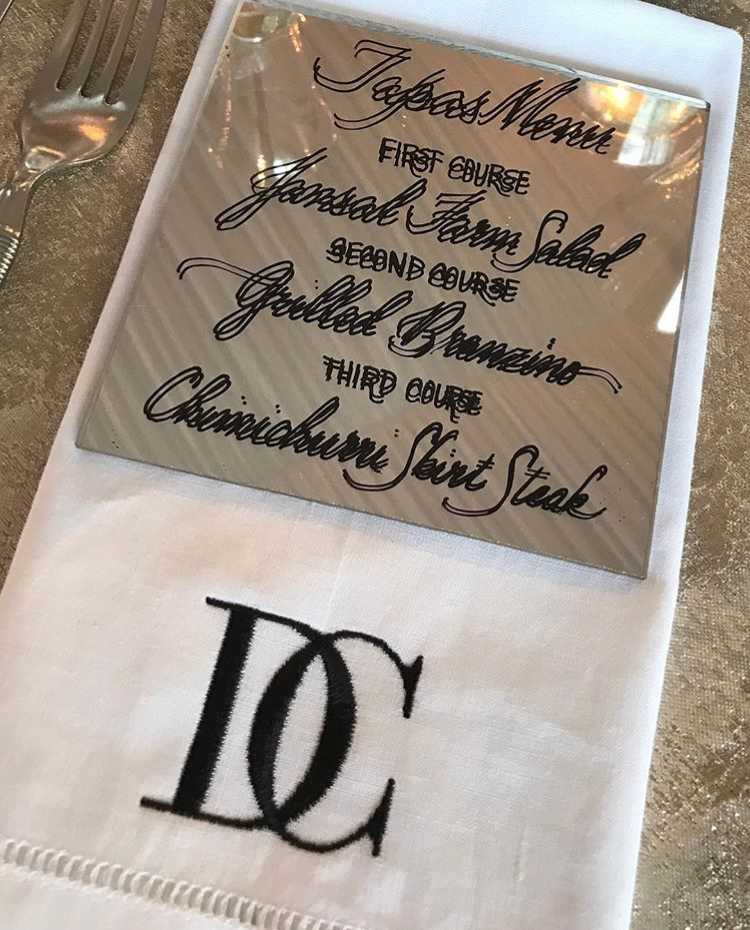 Tapas Menu
FIRST COURSE
Jansal Farm Salad
SECOND COURSE
Grilled Branzino
THIRD COURSE
Chimichurri Skirt Steak
DC